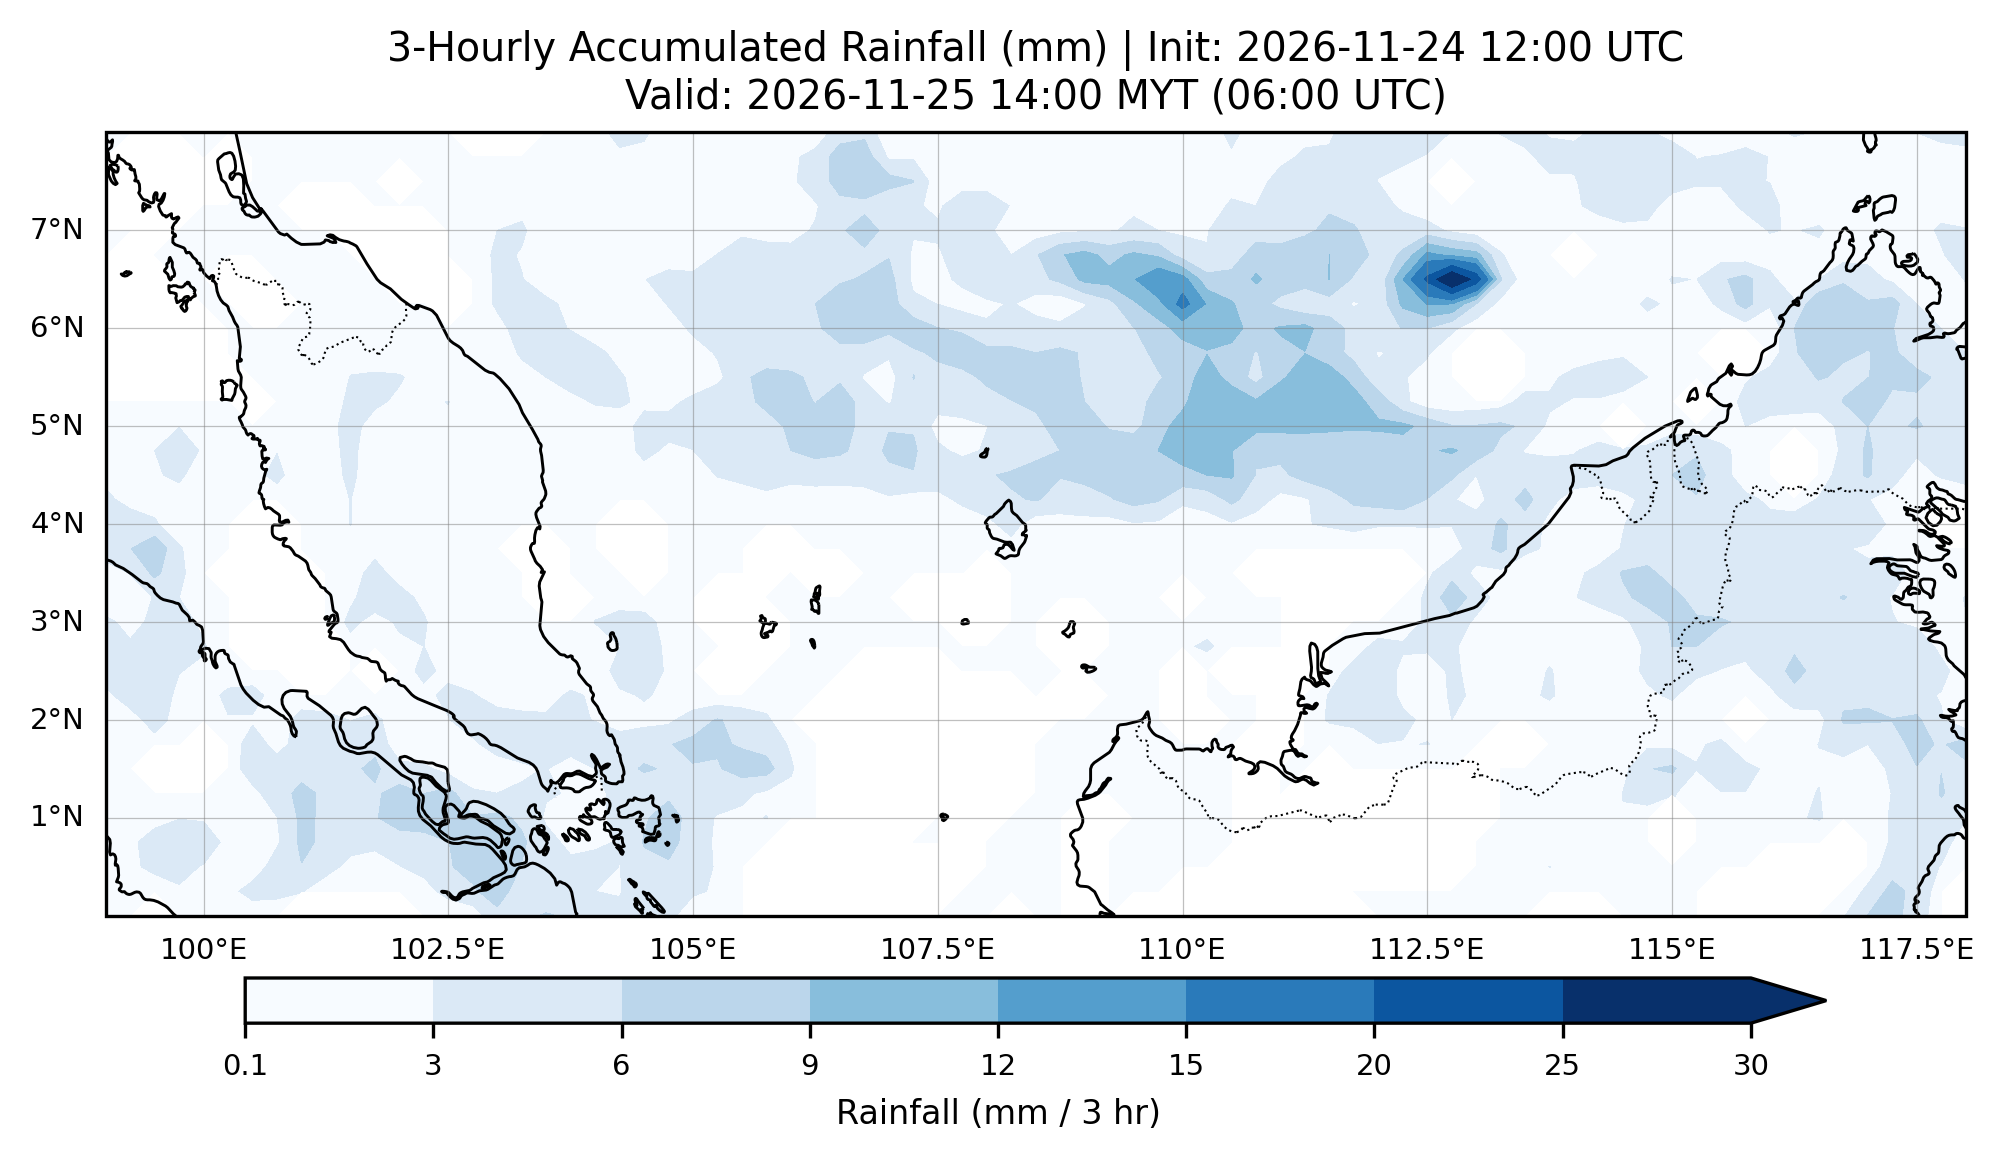 3-Hourly Accumulated Rainfall (mm) | Init: 2026-11-24 12:00 UTC
Valid: 2026-11-25 14:00 MYT (06:00 UTC)
7°N
6°N
5°N
4°N
3°N
2°N
1°N
100°E 102.5°E 105°E 107.5°E 110°E 112.5°E 115°E 117.5°E
0.1 3 6 9 12 15 20 25 30
Rainfall (mm / 3 hr)